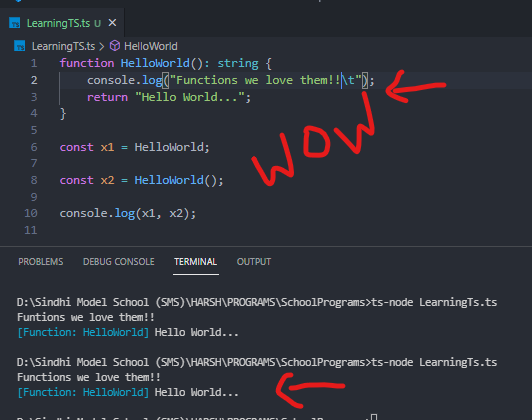 LearningTS.ts U ×
TS LearningTS.ts > HelloWorld
1 function HelloWorld(): string {
2 console.log("Functions we love them!!\t");
3 return "Hello World...";
4 }
5
6 const x1 = HelloWorld;
7
8 const x2 = HelloWorld();
9
10 console.log(x1, x2);
11
WOW
PROBLEMS DEBUG CONSOLE TERMINAL OUTPUT
D:\Sindhi Model School (SMS)\HARSH\PROGRAMS\SchoolPrograms>ts-node LearningTs.ts
Funtions we love them!!
[Function: HelloWorld] Hello World...
D:\Sindhi Model School (SMS)\HARSH\PROGRAMS\SchoolPrograms>ts-node LearningTs.ts
Functions we love them!!
[Function: HelloWorld] Hello World...